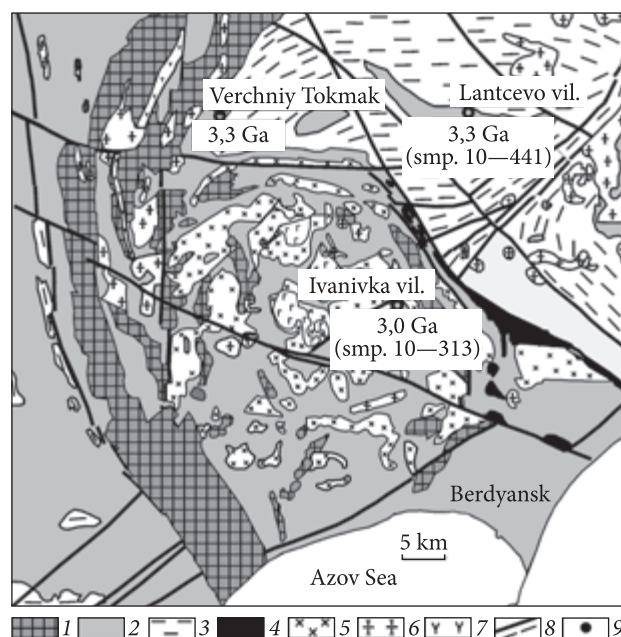 Verchniy Tokmak
3,3 Ga
Lantcevo vil.
3,3 Ga
(smp. 10—441)
Ivanivka vil.
3,0 Ga
(smp. 10—313)
Berdyansk
5 km
Azov Sea
1 2 3 4 5 6 7 8 9